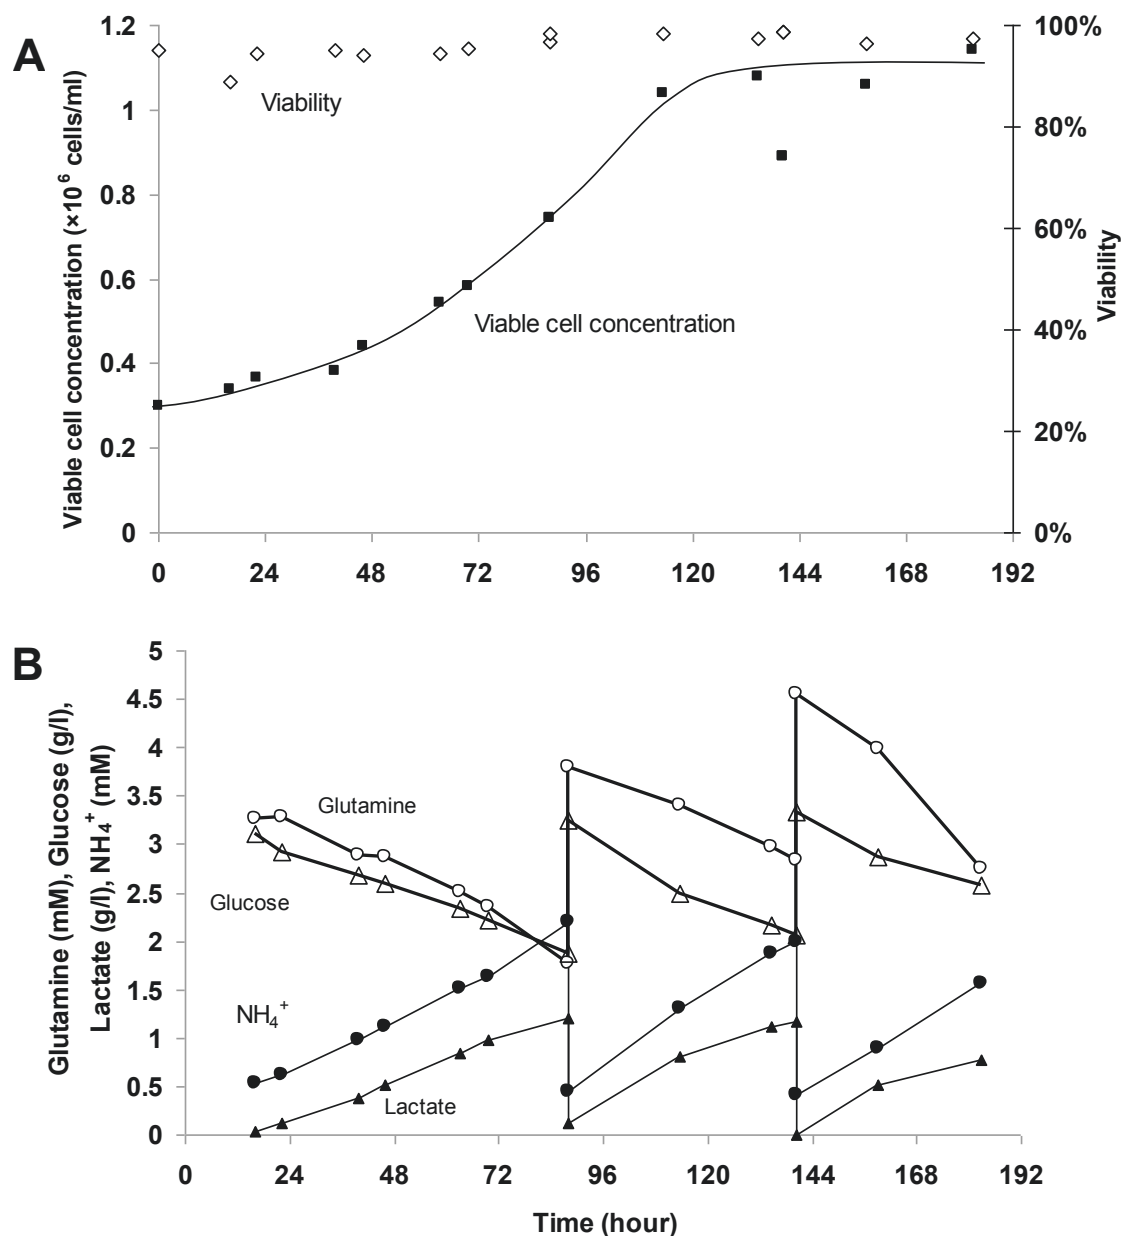 A
Viable cell concentration (×10⁶ cells/ml)
1.2
1
0.8
0.6
0.4
0.2
0
100%
80%
60%
40%
20%
0%
Viability
Viability
Viable cell concentration
0 24 48 72 96 120 144 168 192
B
Glutamine (mM), Glucose (g/l),
Lactate (g/l), NH₄⁺ (mM)
5
4.5
4
3.5
3
2.5
2
1.5
1
0.5
0
Glutamine
Glucose
NH₄⁺
Lactate
0 24 48 72 96 120 144 168 192
Time (hour)